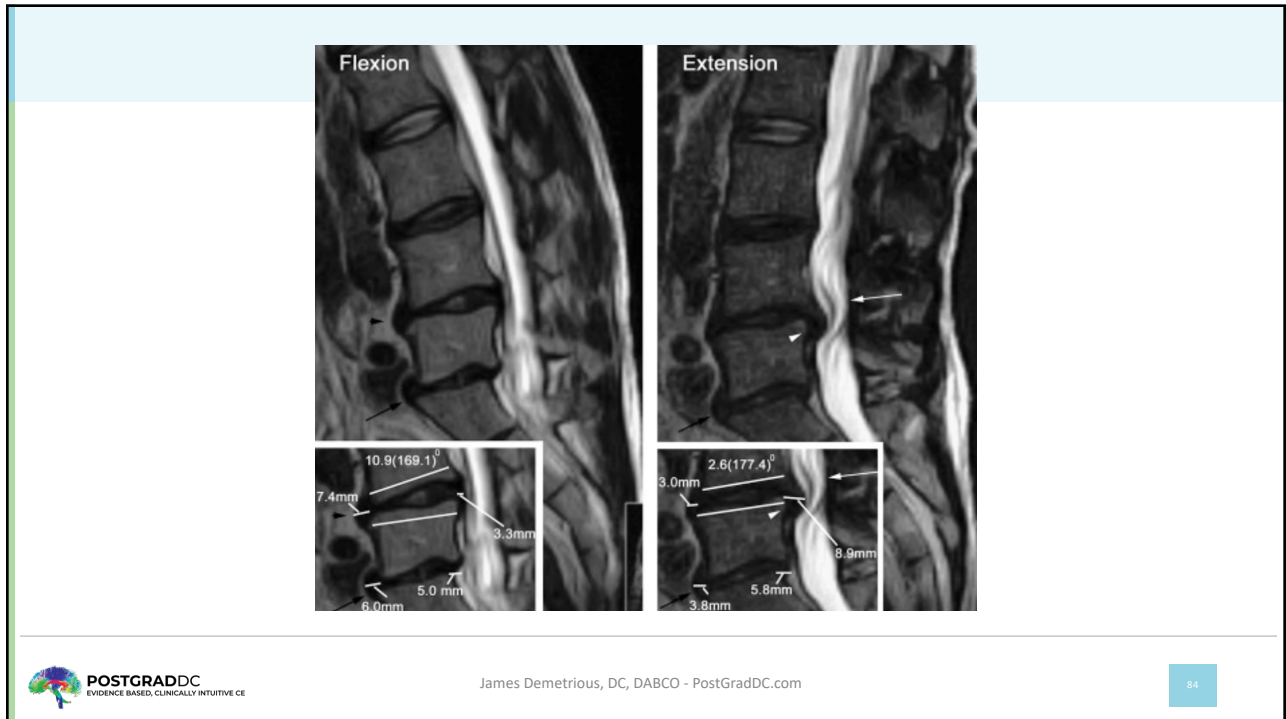 Flexion
Extension
10.9(169.1)⁰
7.4mm
3.3mm
5.0 mm
6.0mm
2.6(177.4)⁰
3.0mm
8.9mm
5.8mm
3.8mm
POSTGRADDC
EVIDENCE BASED, CLINICALLY INTUITIVE CE
James Demetrious, DC, DABCO - PostGradDC.com
84